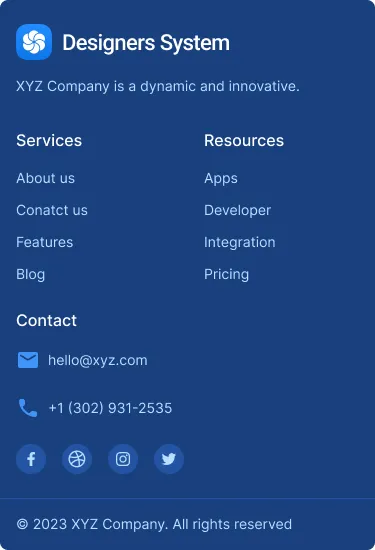 Designers System
XYZ Company is a dynamic and innovative.
Services
About us
Conatct us
Features
Blog
Resources
Apps
Developer
Integration
Pricing
Contact
hello@xyz.com
+1 (302) 931-2535
© 2023 XYZ Company. All rights reserved